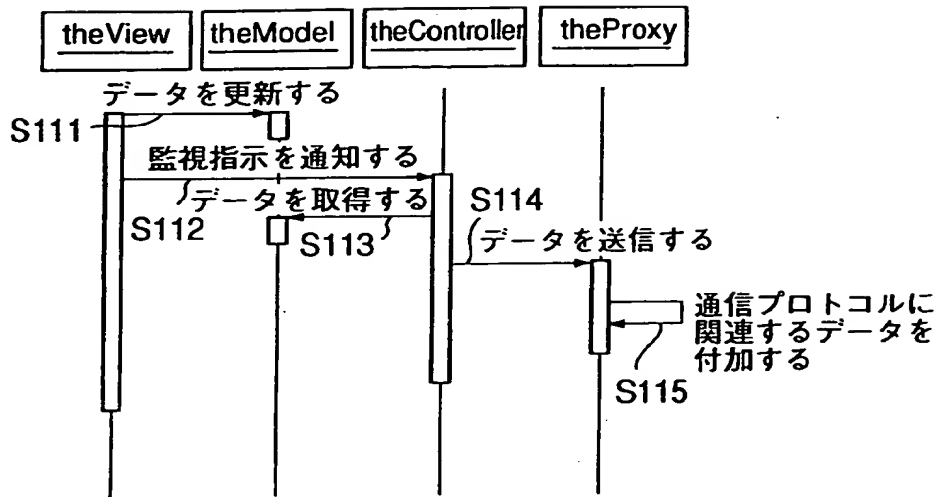 theView theModel theController theProxy
データを更新する
S111
監視指示を通知する
データを取得する
S114
S112
S113
データを送信する
通信プロトコルに
関連するデータを
付加する
S115